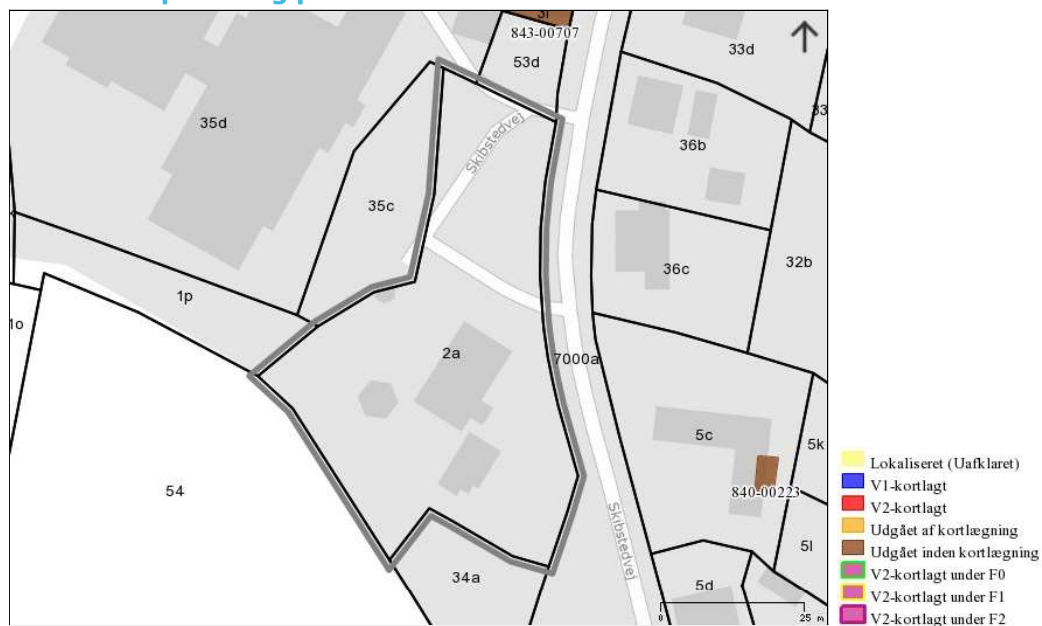 3i
843-00707
53d
33d
33
35d
Skibstedvej
36b
35c
36c
32b
1p
1o
2a
7000a
5c
5k
54
840-00223
5l
Skibstedvej
34a
5d
0
25 m
Lokaliseret (Uafklaret)
V1-kortlagt
V2-kortlagt
Udgået af kortlægning
Udgået inden kortlægning
V2-kortlagt under F0
V2-kortlagt under F1
V2-kortlagt under F2